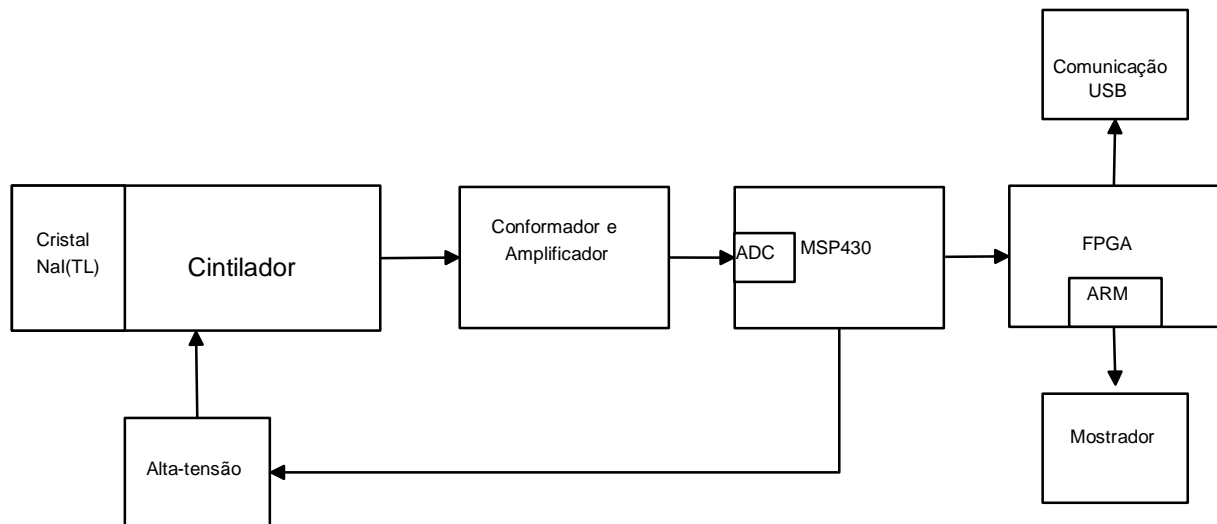 Comunicação
USB
Cristal
NaI(TL)
Cintilador
Conformador e
Amplificador
ADC
MSP430
FPGA
ARM
Alta-tensão
Mostrador